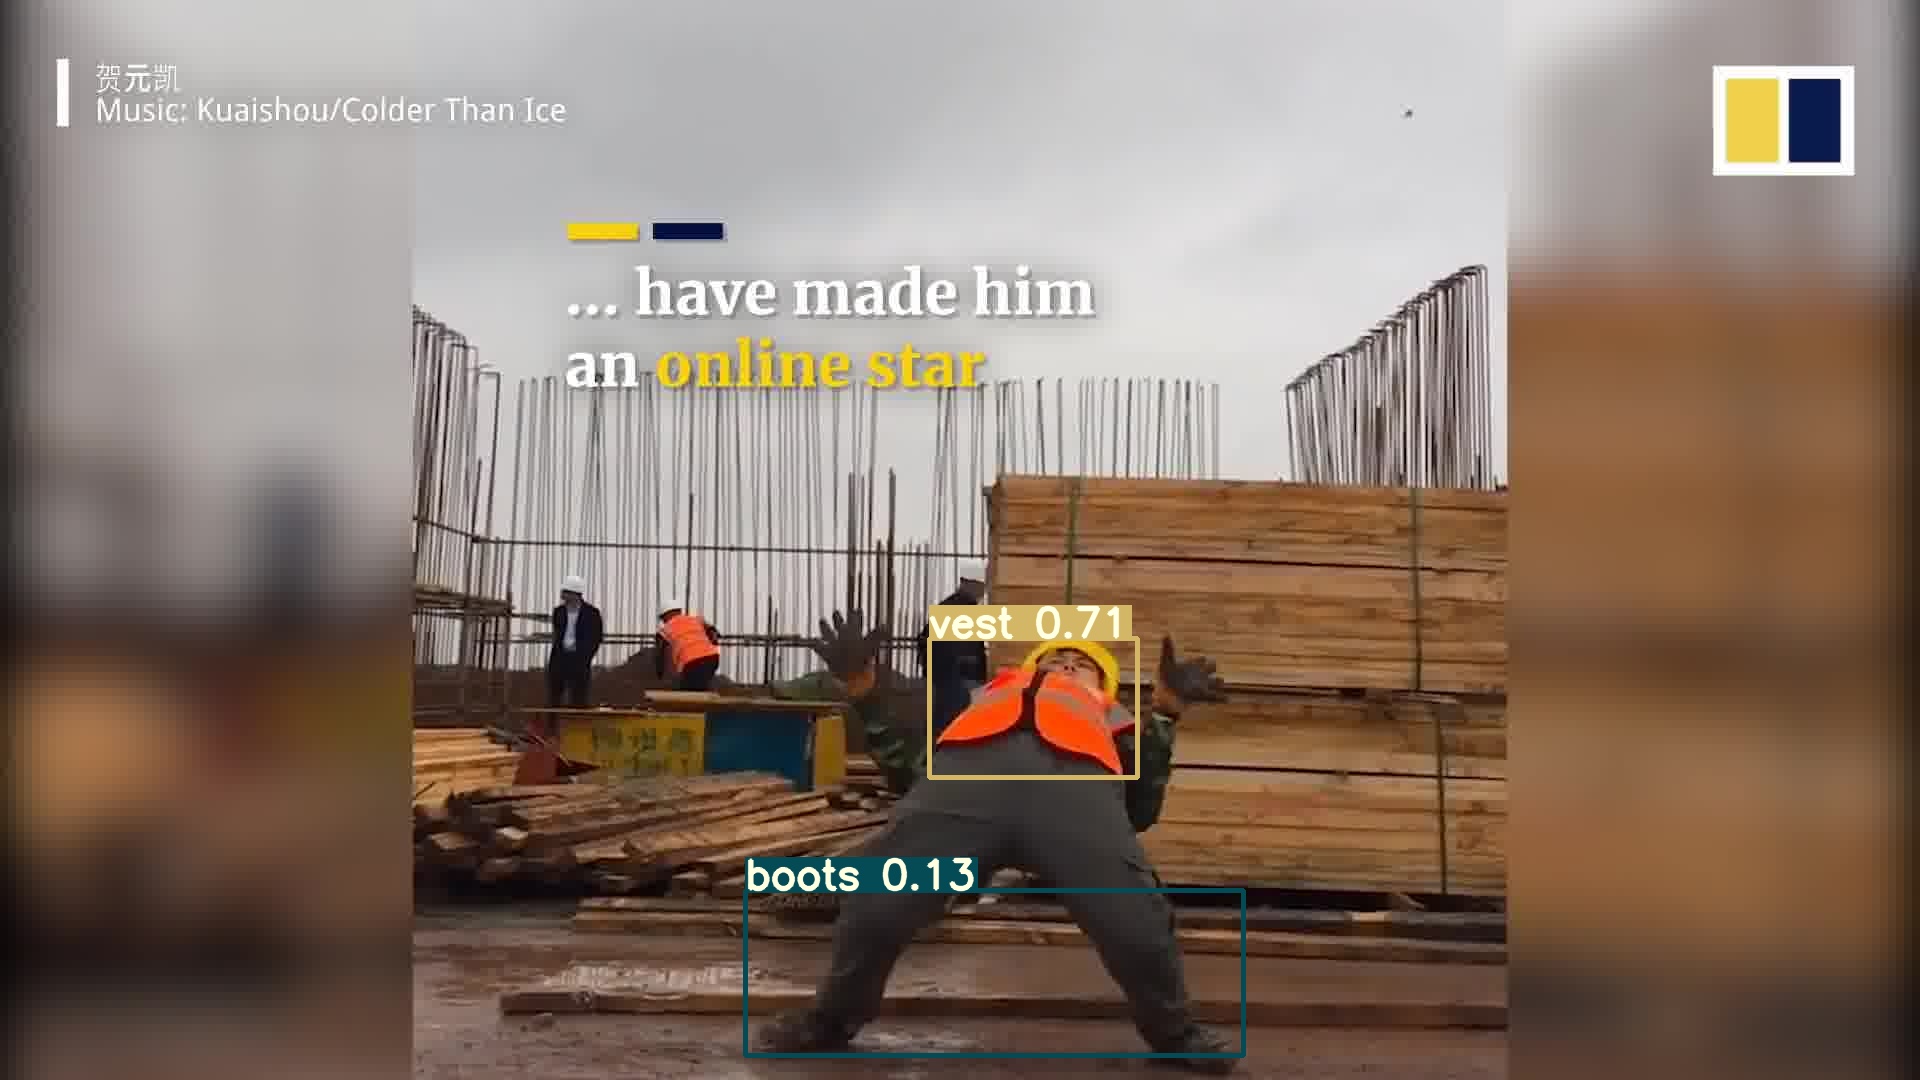 贺元凯
Music: Kuaishou/Colder Than Ice
... have made him
an online star
vest 0.71
boots 0.13